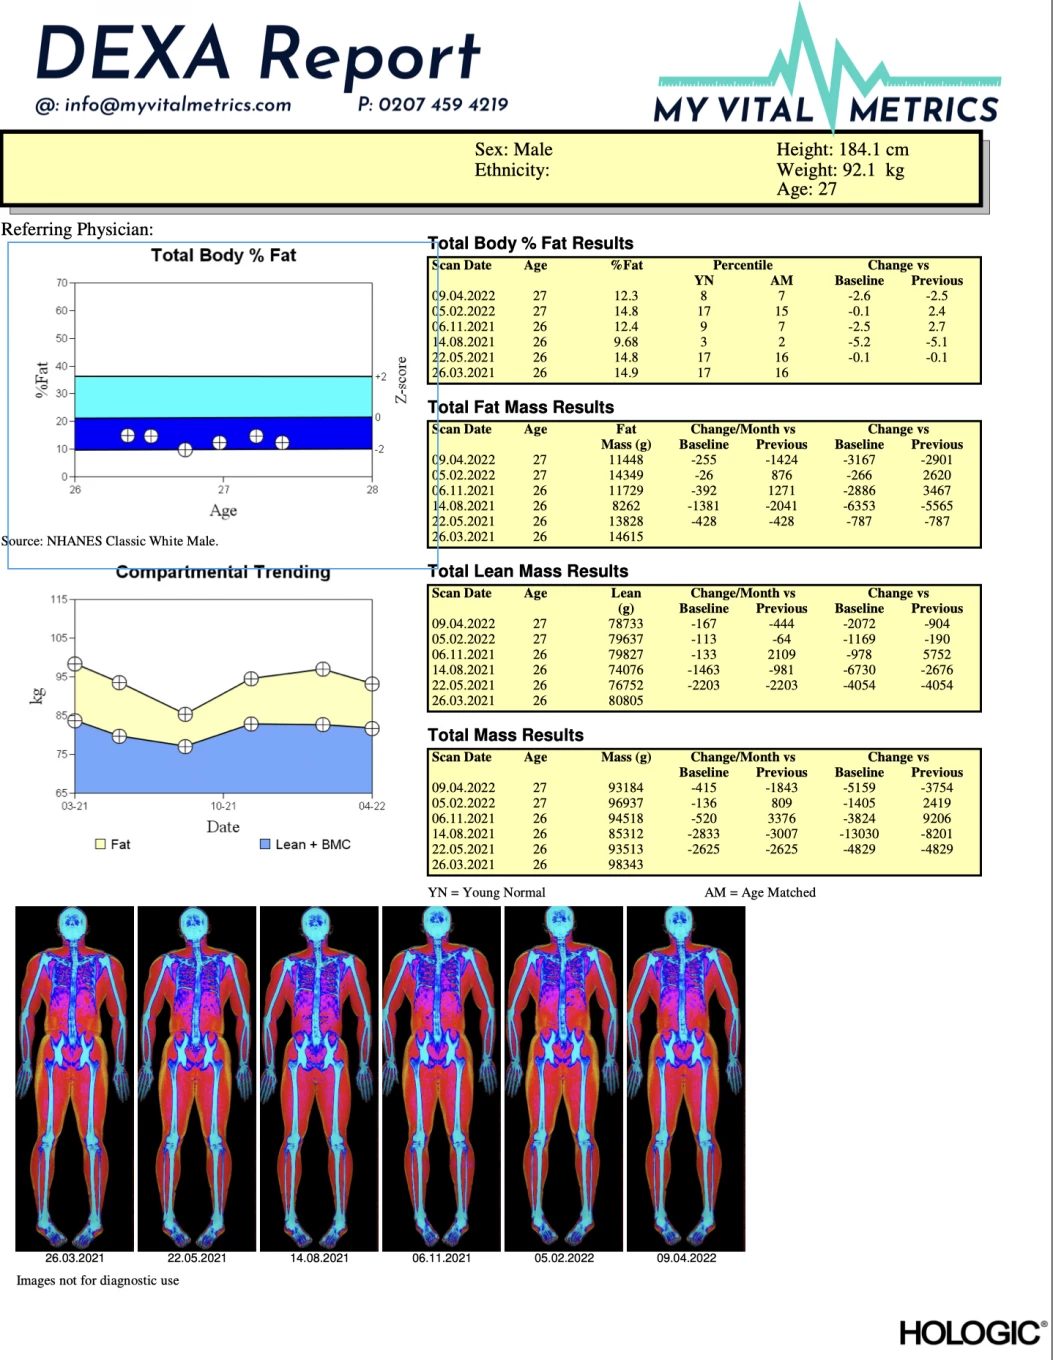 DEXA Report
@: info@myvitalmetrics.com P: 0207 459 4219
MY VITAL METRICS
Sex: Male Height: 184.1 cm
Ethnicity: Weight: 92.1 kg
Age: 27
Referring Physician:
Total Body % Fat
70
60
50
40
30
20
10
0
%Fat
+2
0
-2
Z-score
26 27 28
Age
Source: NHANES Classic White Male.
Compartmental Trending
115
105
95
85
75
65
kg
03-21 10-21 04-22
Date
Fat Lean + BMC
Total Body % Fat Results
Scan Date Age %Fat Percentile Change vs
YN AM Baseline Previous
09.04.2022 27 12.3 8 7 -2.6 -2.5
05.02.2022 27 14.8 17 15 -0.1 2.4
06.11.2021 26 12.4 9 7 -2.5 2.7
14.08.2021 26 9.68 3 2 -5.2 -5.1
22.05.2021 26 14.8 17 16 -0.1 -0.1
26.03.2021 26 14.9 17 16
Total Fat Mass Results
Scan Date Age Fat Change/Month vs Change vs
Mass (g) Baseline Previous Baseline Previous
09.04.2022 27 11448 -255 -1424 -3167 -2901
05.02.2022 27 14349 -26 876 -266 2620
06.11.2021 26 11729 -392 1271 -2886 3467
14.08.2021 26 8262 -1381 -2041 -6353 -5565
22.05.2021 26 13828 -428 -428 -787 -787
26.03.2021 26 14615
Total Lean Mass Results
Scan Date Age Lean Change/Month vs Change vs
(g) Baseline Previous Baseline Previous
09.04.2022 27 78733 -167 -444 -2072 -904
05.02.2022 27 79637 -113 -64 -1169 -190
06.11.2021 26 79827 -133 2109 -978 5752
14.08.2021 26 74076 -1463 -981 -6730 -2676
22.05.2021 26 76752 -2203 -2203 -4054 -4054
26.03.2021 26 80805
Total Mass Results
Scan Date Age Mass (g) Change/Month vs Change vs
Baseline Previous Baseline Previous
09.04.2022 27 93184 -415 -1843 -5159 -3754
05.02.2022 27 96937 -136 809 -1405 2419
06.11.2021 26 94518 -520 3376 -3824 9206
14.08.2021 26 85312 -2833 -3007 -13030 -8201
22.05.2021 26 93513 -2625 -2625 -4829 -4829
26.03.2021 26 98343
YN = Young Normal AM = Age Matched
26.03.2021 22.05.2021 14.08.2021 06.11.2021 05.02.2022 09.04.2022
Images not for diagnostic use
HOLOGIC®